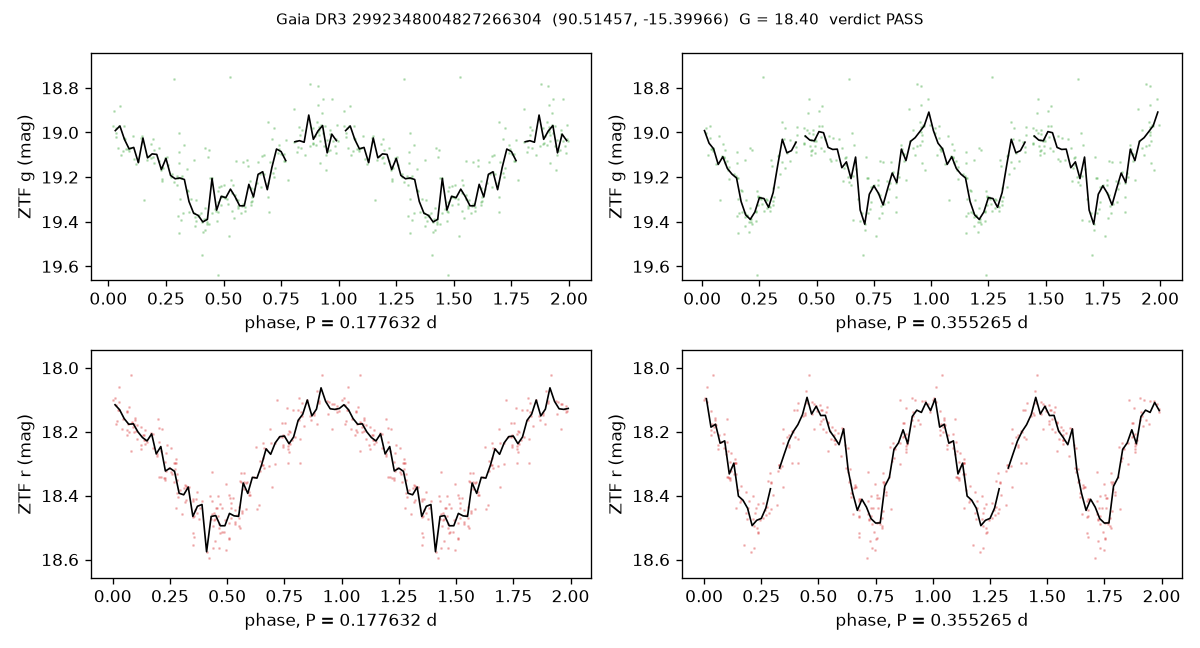 Gaia DR3 2992348004827266304 (90.51457, -15.39966) G = 18.40 verdict PASS
ZTF g (mag)
18.8
19.0
19.2
19.4
19.6
0.00 0.25 0.50 0.75 1.00 1.25 1.50 1.75 2.00
phase, P = 0.177632 d
ZTF g (mag)
18.8
19.0
19.2
19.4
19.6
0.00 0.25 0.50 0.75 1.00 1.25 1.50 1.75 2.00
phase, P = 0.355265 d
ZTF r (mag)
18.0
18.2
18.4
18.6
0.00 0.25 0.50 0.75 1.00 1.25 1.50 1.75 2.00
phase, P = 0.177632 d
ZTF r (mag)
18.0
18.2
18.4
18.6
0.00 0.25 0.50 0.75 1.00 1.25 1.50 1.75 2.00
phase, P = 0.355265 d